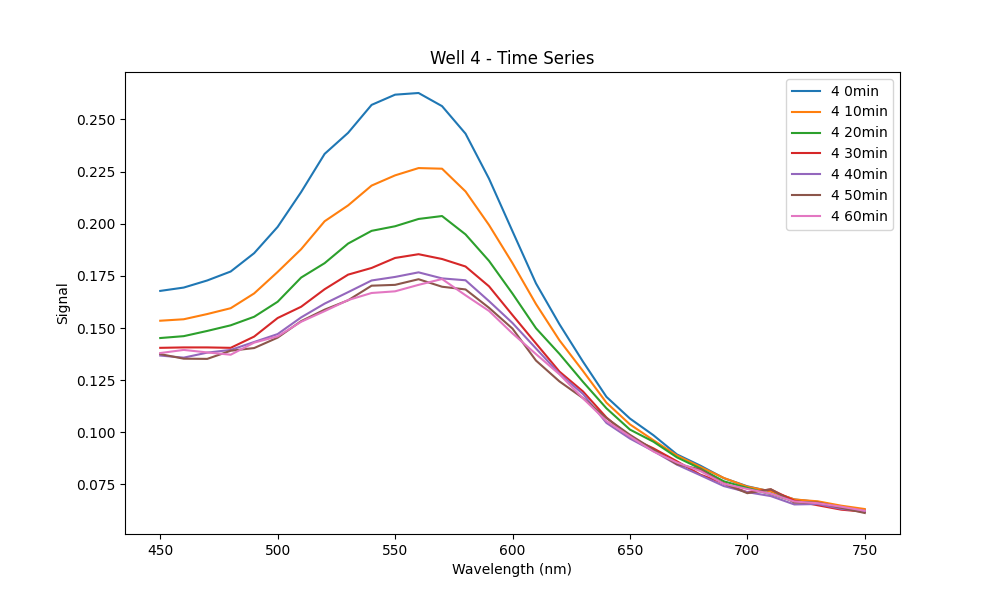 Well 4 - Time Series
Signal
0.250
0.225
0.200
0.175
0.150
0.125
0.100
0.075
4 0min
4 10min
4 20min
4 30min
4 40min
4 50min
4 60min
450 500 550 600 650 700 750
Wavelength (nm)